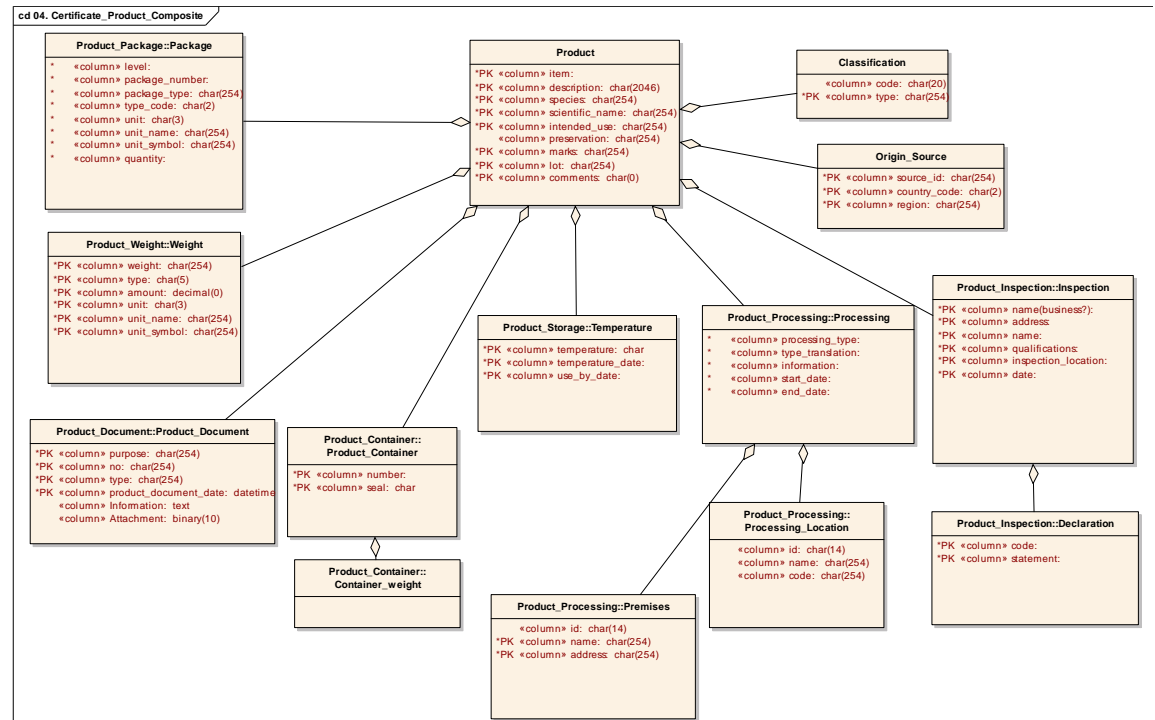 cd 04. Certificate_Product_Composite
Product_Package::Package
* «column» level:
* «column» package_number:
* «column» package_type: char(254)
* «column» type_code: char(2)
* «column» unit: char(3)
* «column» unit_name: char(254)
* «column» unit_symbol: char(254)
* «column» quantity:
Product
*PK «column» item:
*PK «column» description: char(2046)
*PK «column» species: char(254)
*PK «column» scientific_name: char(254)
*PK «column» intended_use: char(254)
«column» preservation: char(254)
*PK «column» marks: char(254)
*PK «column» lot: char(254)
*PK «column» comments: char(0)
Classification
«column» code: char(20)
*PK «column» type: char(254)
Origin_Source
*PK «column» source_id: char(254)
*PK «column» country_code: char(2)
*PK «column» region: char(254)
Product_Weight::Weight
*PK «column» weight: char(254)
*PK «column» type: char(5)
*PK «column» amount: decimal(0)
*PK «column» unit: char(3)
*PK «column» unit_name: char(254)
*PK «column» unit_symbol: char(254)
Product_Storage::Temperature
*PK «column» temperature: char
*PK «column» temperature_date:
*PK «column» use_by_date:
Product_Processing::Processing
* «column» processing_type:
* «column» type_translation:
* «column» information:
* «column» start_date:
* «column» end_date:
Product_Inspection::Inspection
*PK «column» name(business?):
*PK «column» address:
*PK «column» name:
*PK «column» qualifications:
*PK «column» inspection_location:
*PK «column» date:
Product_Document::Product_Document
*PK «column» purpose: char(254)
*PK «column» no: char(254)
*PK «column» type: char(254)
*PK «column» product_document_date: datetime
«column» Information: text
«column» Attachment: binary(10)
Product_Container::
Product_Container
*PK «column» number:
*PK «column» seal: char
Product_Container::
Container_weight
Product_Processing::
Processing_Location
«column» id: char(14)
«column» name: char(254)
«column» code: char(254)
Product_Inspection::Declaration
*PK «column» code:
*PK «column» statement:
Product_Processing::Premises
«column» id: char(14)
*PK «column» name: char(254)
*PK «column» address: char(254)